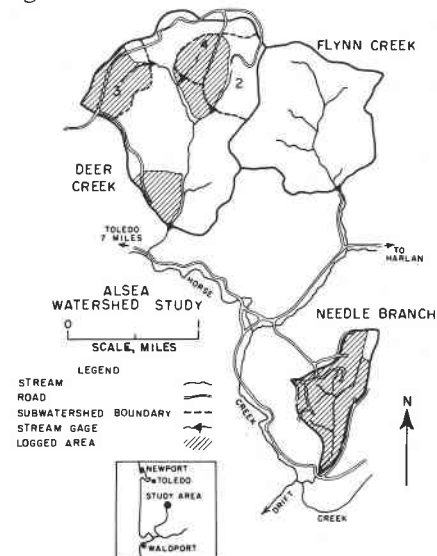 FLYNN CREEK
4
2
3
DEER
CREEK
TOLEDO
7 MILES
TO
HARLAN
HORSE
CREEK
ALSEA
WATERSHED STUDY
0 1
SCALE, MILES
NEEDLE BRANCH
LEGEND
STREAM
ROAD
SUBWATERSHED BOUNDARY
STREAM GAGE
LOGGED AREA
N
NEWPORT
TOLEDO
STUDY AREA
WALDPORT
DRIFT
CREEK